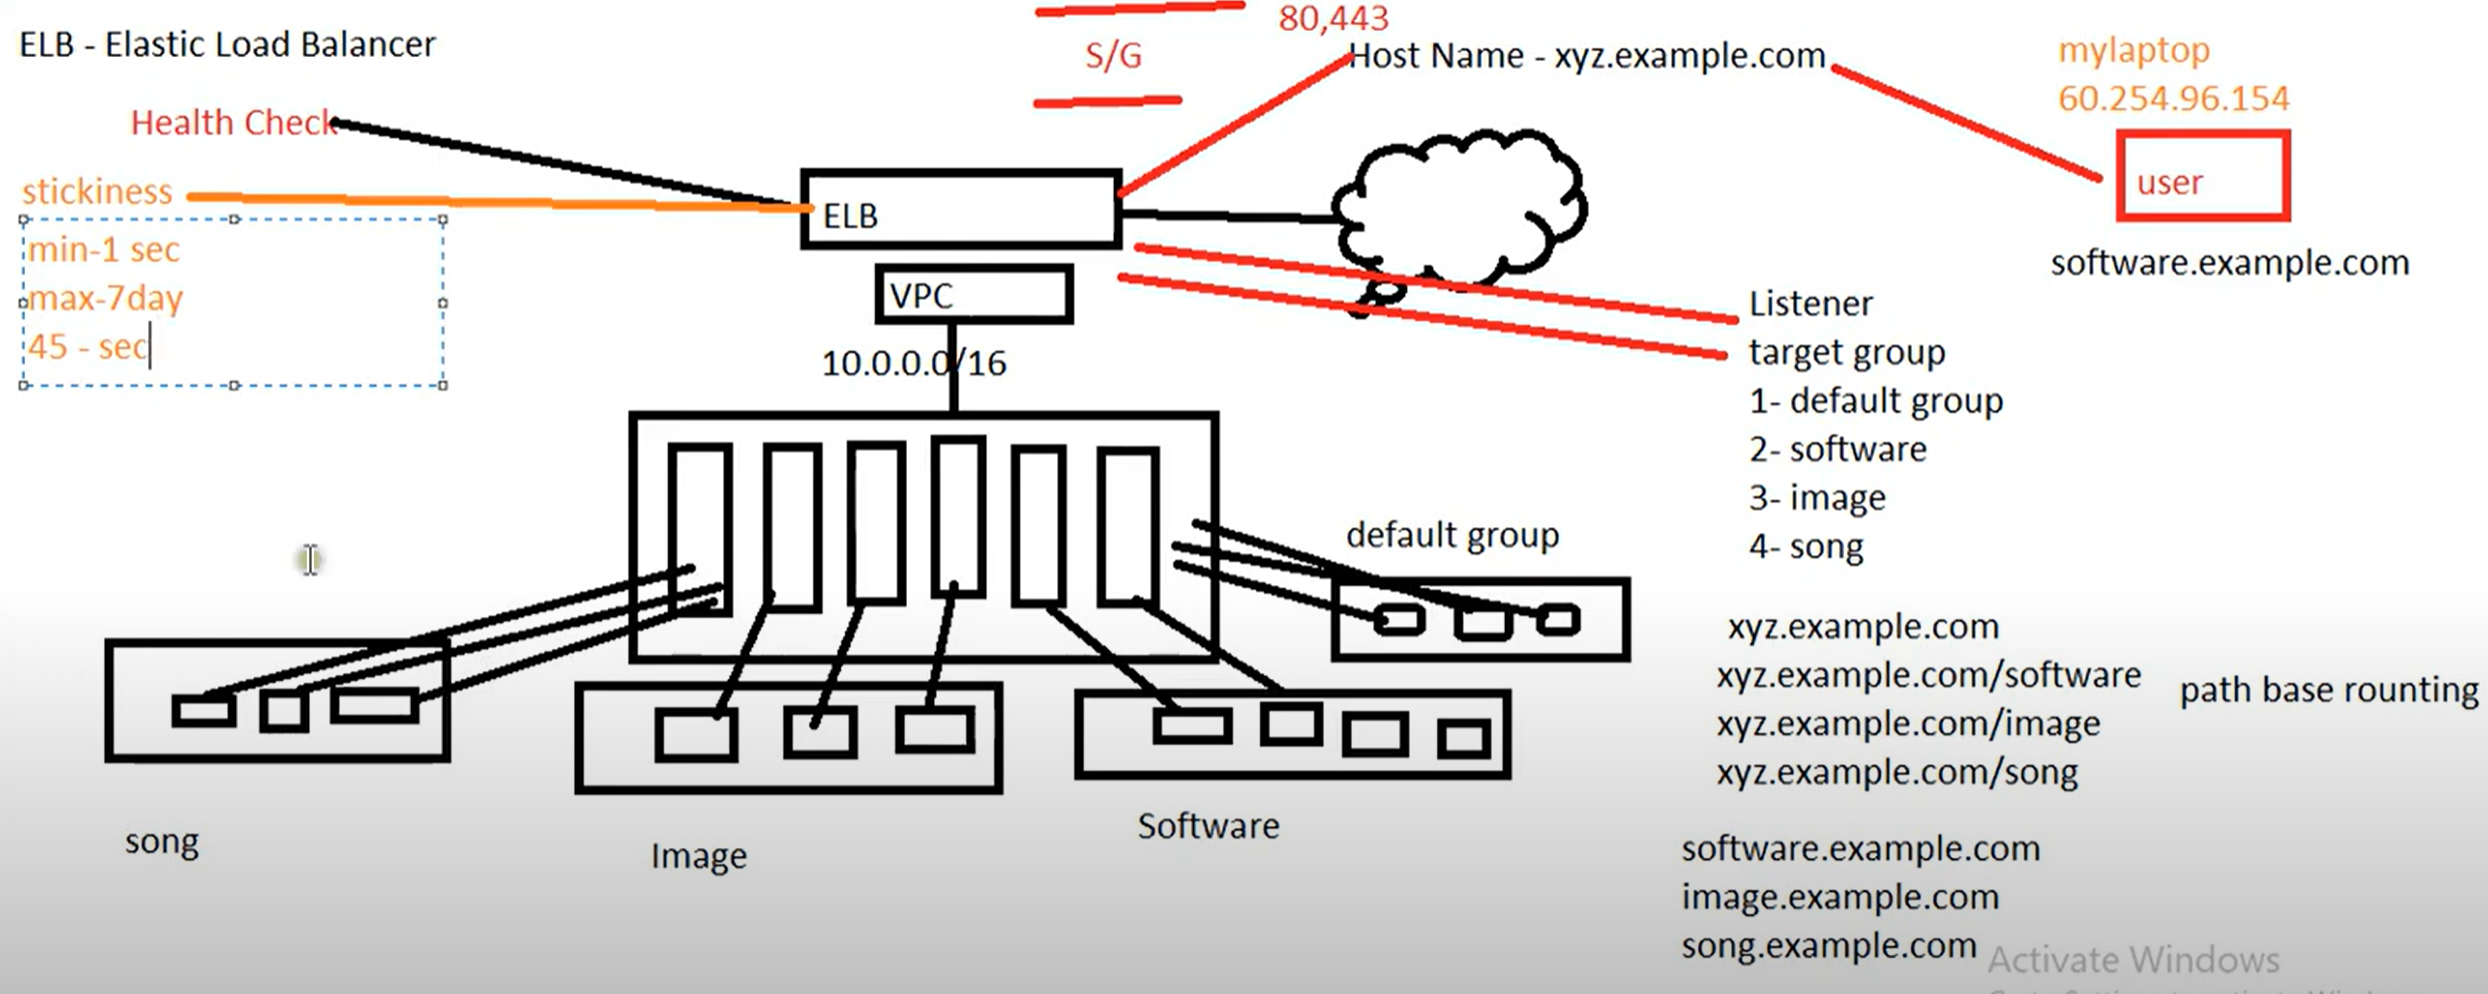 ELB - Elastic Load Balancer
80,443
S/G
Host Name - xyz.example.com
mylaptop
60.254.96.154
user
software.example.com
Health Check
stickiness
min-1 sec
max-7day
45 - sec
ELB
VPC
10.0.0.0/16
Listener
target group
1- default group
2- software
3- image
4- song
default group
xyz.example.com
xyz.example.com/software
xyz.example.com/image
xyz.example.com/song
path base rounting
song
Image
Software
software.example.com
image.example.com
song.example.com
Activate Windows